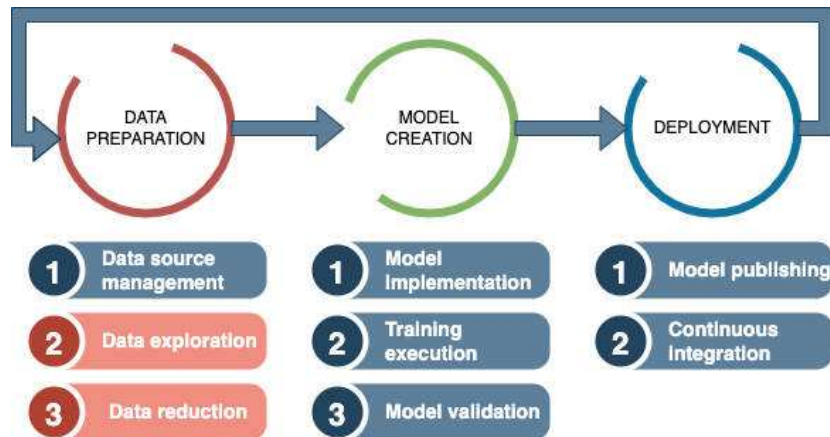 DATA
PREPARATION
MODEL
CREATION
DEPLOYMENT
1 Data source
management
2 Data exploration
3 Data reduction
1 Model
Implementation
2 Training
execution
3 Model validation
1 Model publishing
2 Continuous
integration